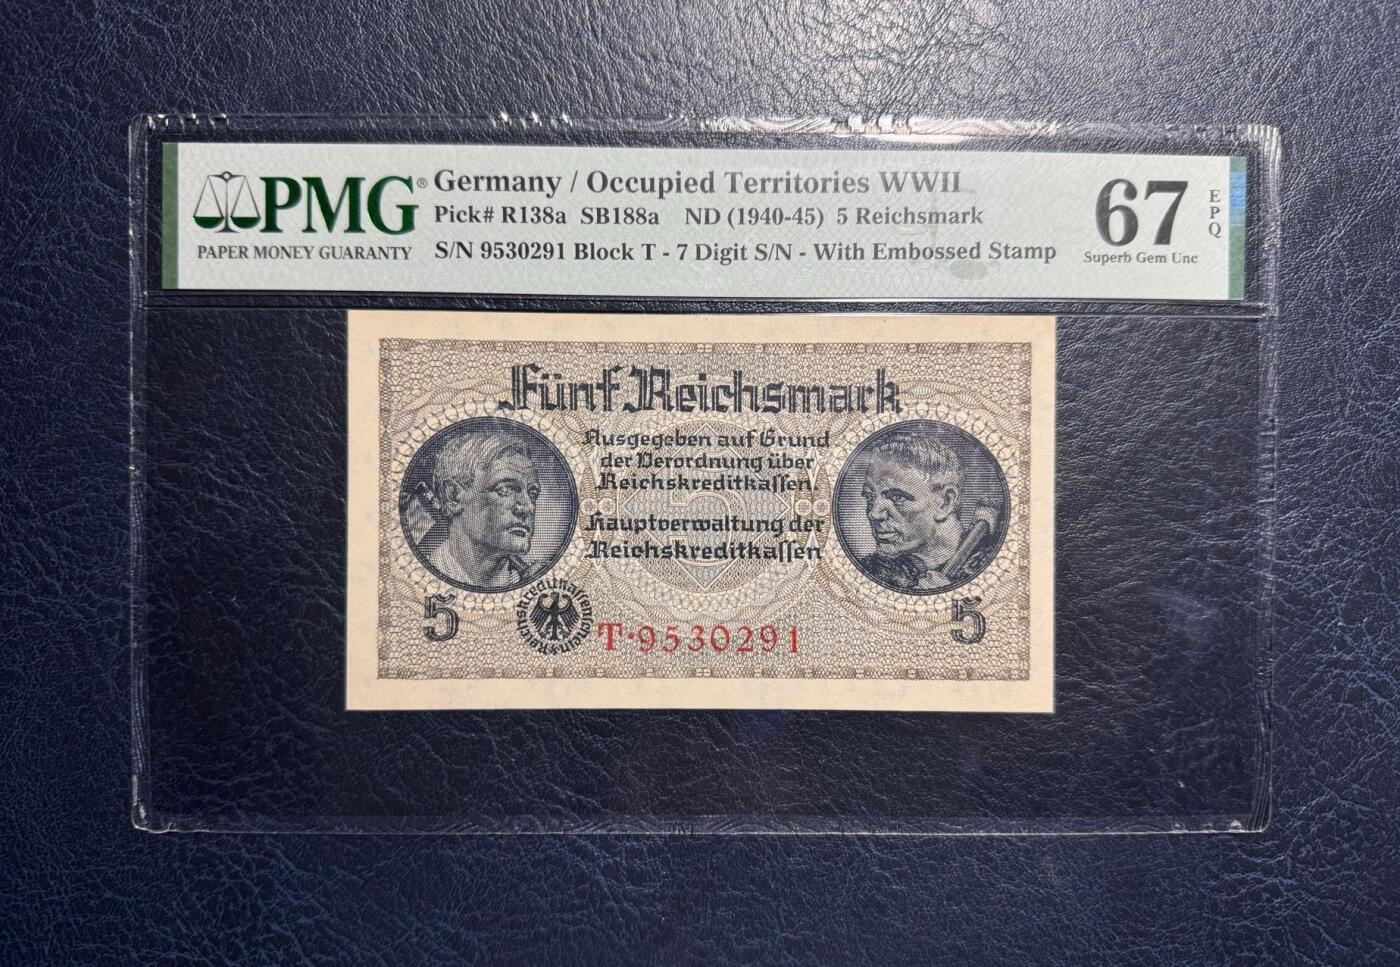 PMG®
PAPER MONEY GUARANTY
Germany / Occupied Territories WWII
Pick# R138a SB188a ND (1940-45) 5 Reichsmark
S/N 9530291 Block T - 7 Digit S/N - With Embossed Stamp
67
EPQ
Superb Gem Unc
Fünf Reichsmark
Ausgegeben auf Grund
der Verordnung über
Reichskreditkaſſen.
Hauptverwaltung der
Reichskreditkaſſen
5
5
5
Reichskreditkaſſen
T·9530291